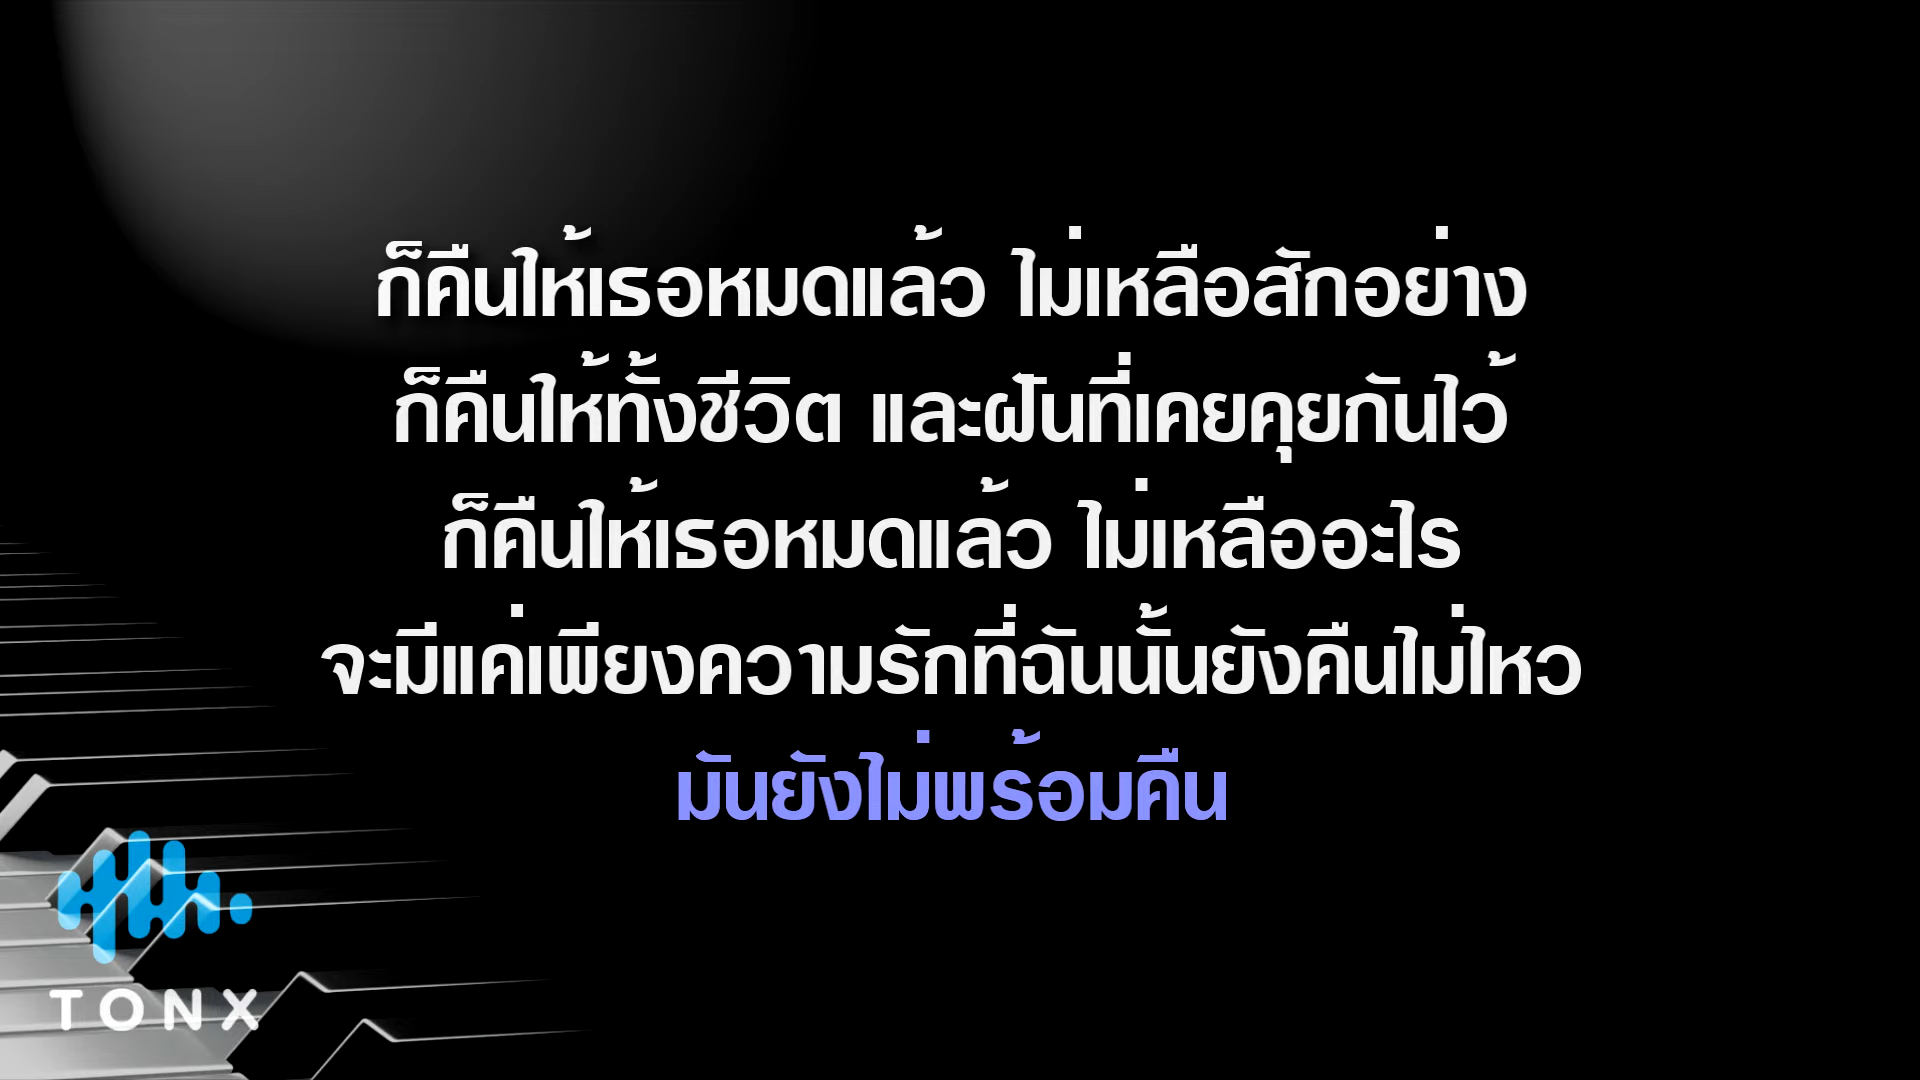 ก็คืนให้เธอหมดแล้ว ไม่เหลือสักอย่าง
ก็คืนให้ทั้งชีวิต และฝันที่เคยคุยกันไว้
ก็คืนให้เธอหมดแล้ว ไม่เหลืออะไร
จะมีแค่เพียงความรักที่ฉันนั้นยังคืนไม่ไหว
มันยังไม่พร้อมคืน
TONX